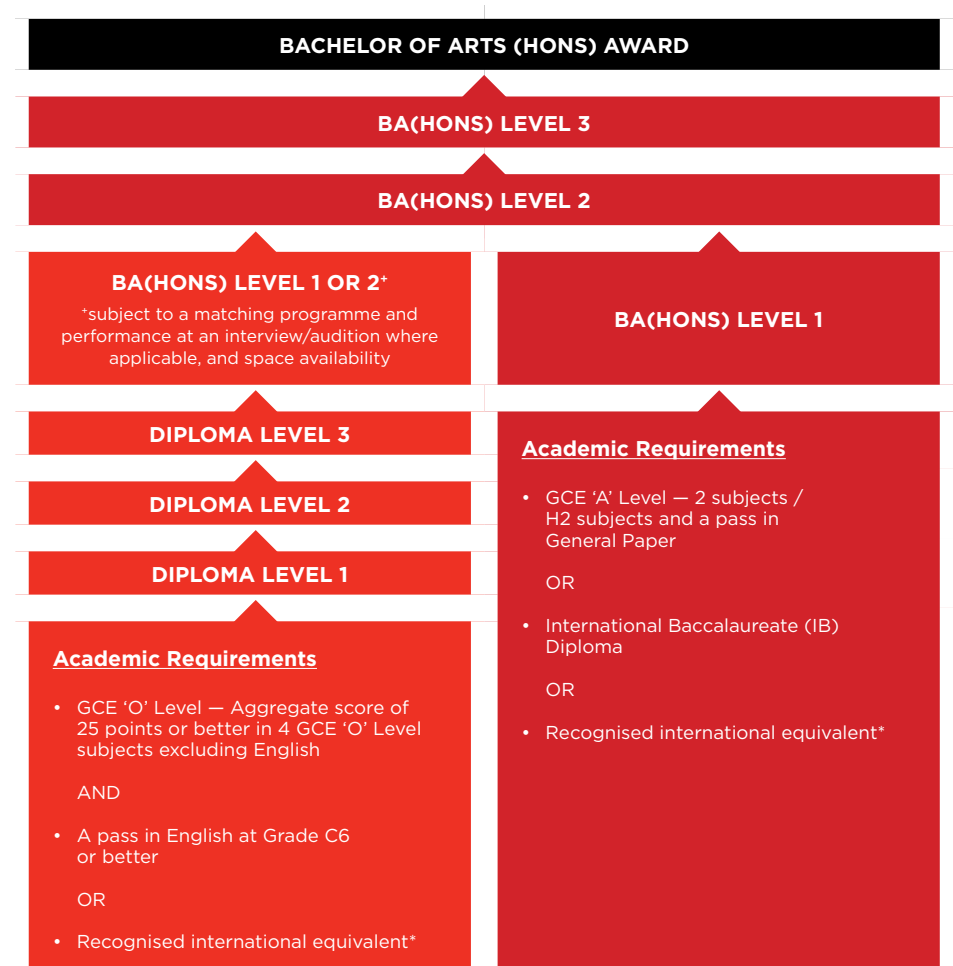 BACHELOR OF ARTS (HONS) AWARD
BA(HONS) LEVEL 3
BA(HONS) LEVEL 2
BA(HONS) LEVEL 1 OR 2⁺
⁺subject to a matching programme and
performance at an interview/audition where
applicable, and space availability
DIPLOMA LEVEL 3
DIPLOMA LEVEL 2
DIPLOMA LEVEL 1
Academic Requirements
• GCE ‘O’ Level — Aggregate score of
25 points or better in 4 GCE ‘O’ Level
subjects excluding English
AND
• A pass in English at Grade C6
or better
OR
• Recognised international equivalent*
BA(HONS) LEVEL 1
Academic Requirements
• GCE ‘A’ Level — 2 subjects /
H2 subjects and a pass in
General Paper
OR
• International Baccalaureate (IB)
Diploma
OR
• Recognised international equivalent*